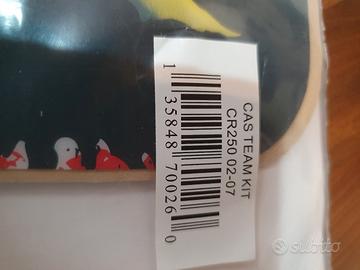 CAS TEAM KIT
CR250 02-07
1 35848 70026 0
subito